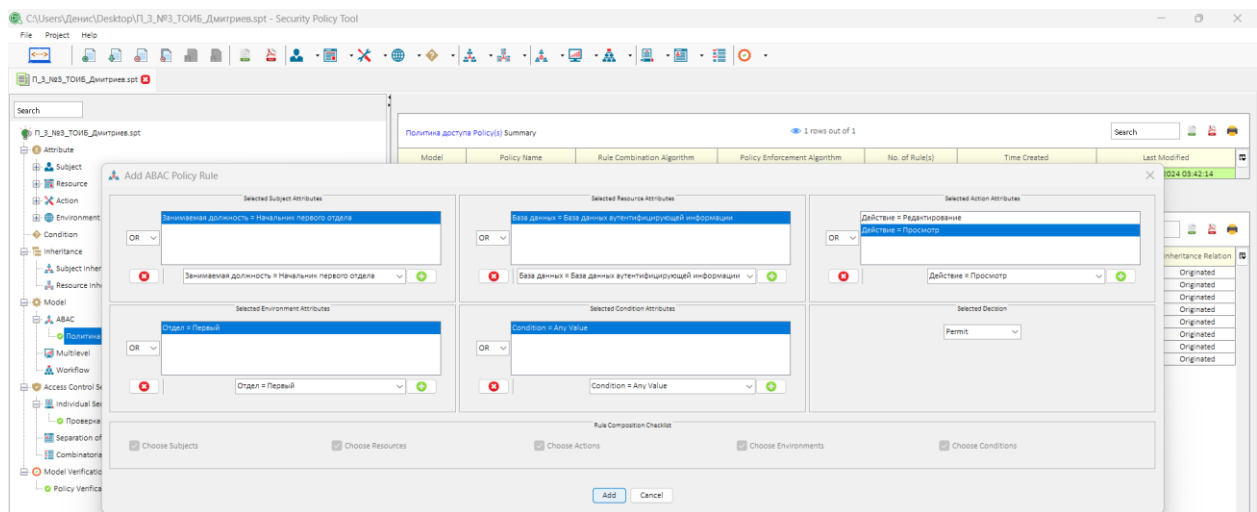 C:\Users\Денис\Desktop\П_З_№3_ТОИБ_Дмитриев.spt - Security Policy Tool
File Project Help
П_З_№3_ТОИБ_Дмитриев.spt
Search
П_З_№3_ТОИБ_Дмитриев.spt
Политика доступа Policy(s) Summary
1 rows out of 1
Search
Attribute
Model Policy Name Rule Combination Algorithm Policy Enforcement Algorithm No. of Rule(s) Time Created Last Modified
Subject
2024 03:42:14
Add ABAC Policy Rule
Resource
Action
Environment
Condition
Inheritance
Subject Inher
Resource Inh
Model
ABAC
Политика
Multilevel
Workflow
Access Control Se
Individual Sec
Проверка
Separation of
Combinatoria
Model Verificatio
Policy Verifica
Selected Subject Attributes
Занимаемая должность = Начальник первого отдела
OR
Занимаемая должность = Начальник первого отдела
Selected Resource Attributes
База данных = База данных аутентифицирующей информации
OR
База данных = База данных аутентифицирующей информации
Selected Action Attributes
Действие = Редактирование
Действие = Просмотр
OR
Действие = Просмотр
Selected Environment Attributes
Отдел = Первый
OR
Отдел = Первый
Selected Condition Attributes
Condition = Any Value
OR
Condition = Any Value
Selected Decision
Permit
Rule Composition Checklist
Choose Subjects Choose Resources Choose Actions Choose Environments Choose Conditions
Add Cancel
Inheritance Relation
Originated
Originated
Originated
Originated
Originated
Originated
Originated
Originated